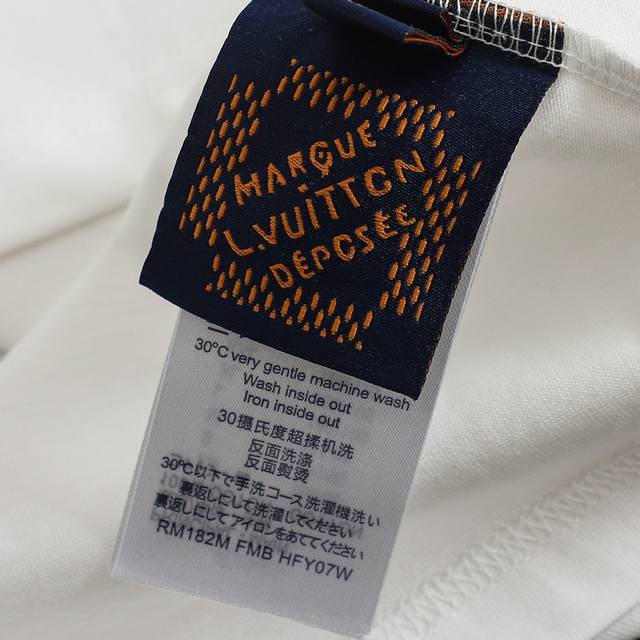 MARQUE
L.VUITTON
DÉPOSÉE
30°C very gentle machine wash
Wash inside out
Iron inside out
30攝氏度超揉机洗
反面洗涤
反面熨烫
30°C以下で手洗コース洗濯機洗い
裏返しにして洗濯してください
裏返しにして アイロンをあててください
RM182M FMB HFY07W